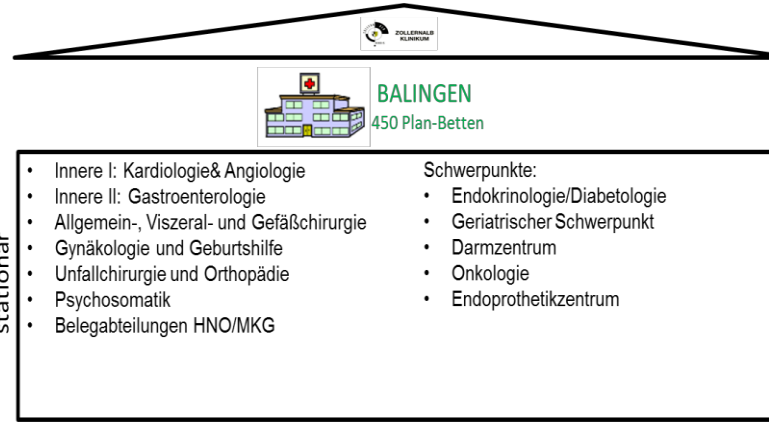 ZOLLERNALB
KLINIKUM
BALINGEN
450 Plan-Betten
stationär
• Innere I: Kardiologie& Angiologie
• Innere II: Gastroenterologie
• Allgemein-, Viszeral- und Gefäßchirurgie
• Gynäkologie und Geburtshilfe
• Unfallchirurgie und Orthopädie
• Psychosomatik
• Belegabteilungen HNO/MKG
Schwerpunkte:
• Endokrinologie/Diabetologie
• Geriatrischer Schwerpunkt
• Darmzentrum
• Onkologie
• Endoprothetikzentrum